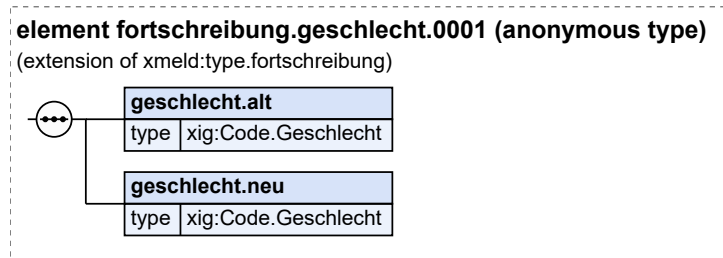 element fortschreibung.geschlecht.0001 (anonymous type)
(extension of xmeld:type.fortschreibung)
geschlecht.alt
type xig:Code.Geschlecht
geschlecht.neu
type xig:Code.Geschlecht